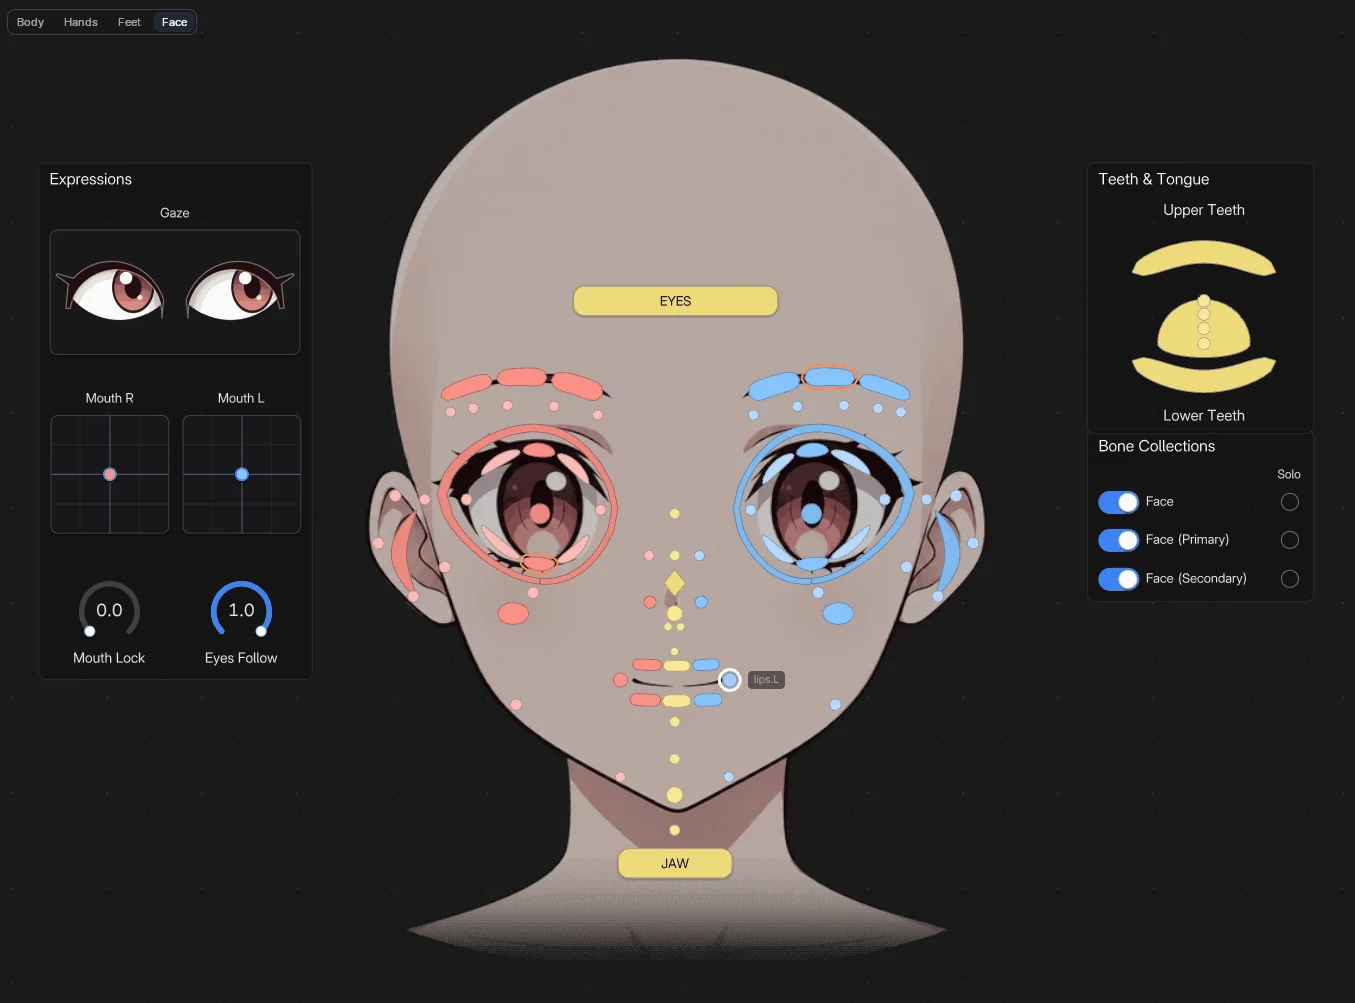 Body Hands Feet Face
Expressions
Gaze
Mouth R Mouth L
0.0 1.0
Mouth Lock Eyes Follow
EYES
lips.L
JAW
Teeth & Tongue
Upper Teeth
Lower Teeth
Bone Collections
Solo
Face
Face (Primary)
Face (Secondary)